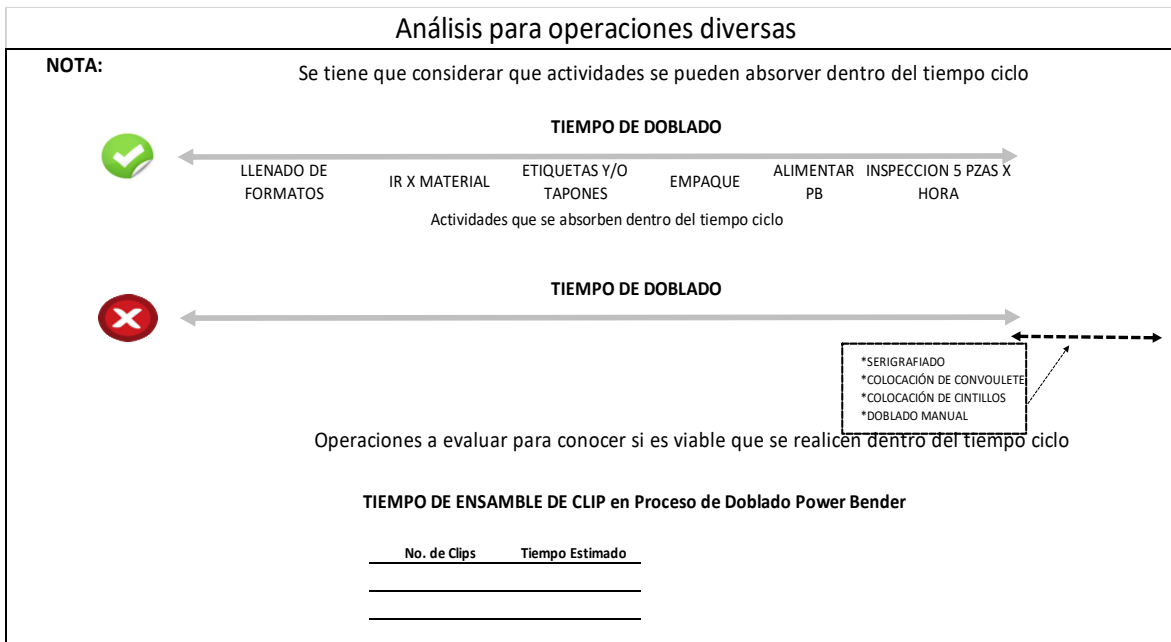 Análisis para operaciones diversas
NOTA:
Se tiene que considerar que actividades se pueden absorver dentro del tiempo ciclo
TIEMPO DE DOBLADO
LLENADO DE
FORMATOS
IR X MATERIAL
ETIQUETAS Y/O
TAPONES
EMPAQUE
ALIMENTAR
PB
INSPECCION 5 PZAS X
HORA
Actividades que se absorben dentro del tiempo ciclo
TIEMPO DE DOBLADO
*SERIGRAFIADO
*COLOCACIÓN DE CONVOULETE
*COLOCACIÓN DE CINTILLOS
*DOBLADO MANUAL
Operaciones a evaluar para conocer si es viable que se realicen dentro del tiempo ciclo
TIEMPO DE ENSAMBLE DE CLIP en Proceso de Doblado Power Bender
No. de Clips Tiempo Estimado